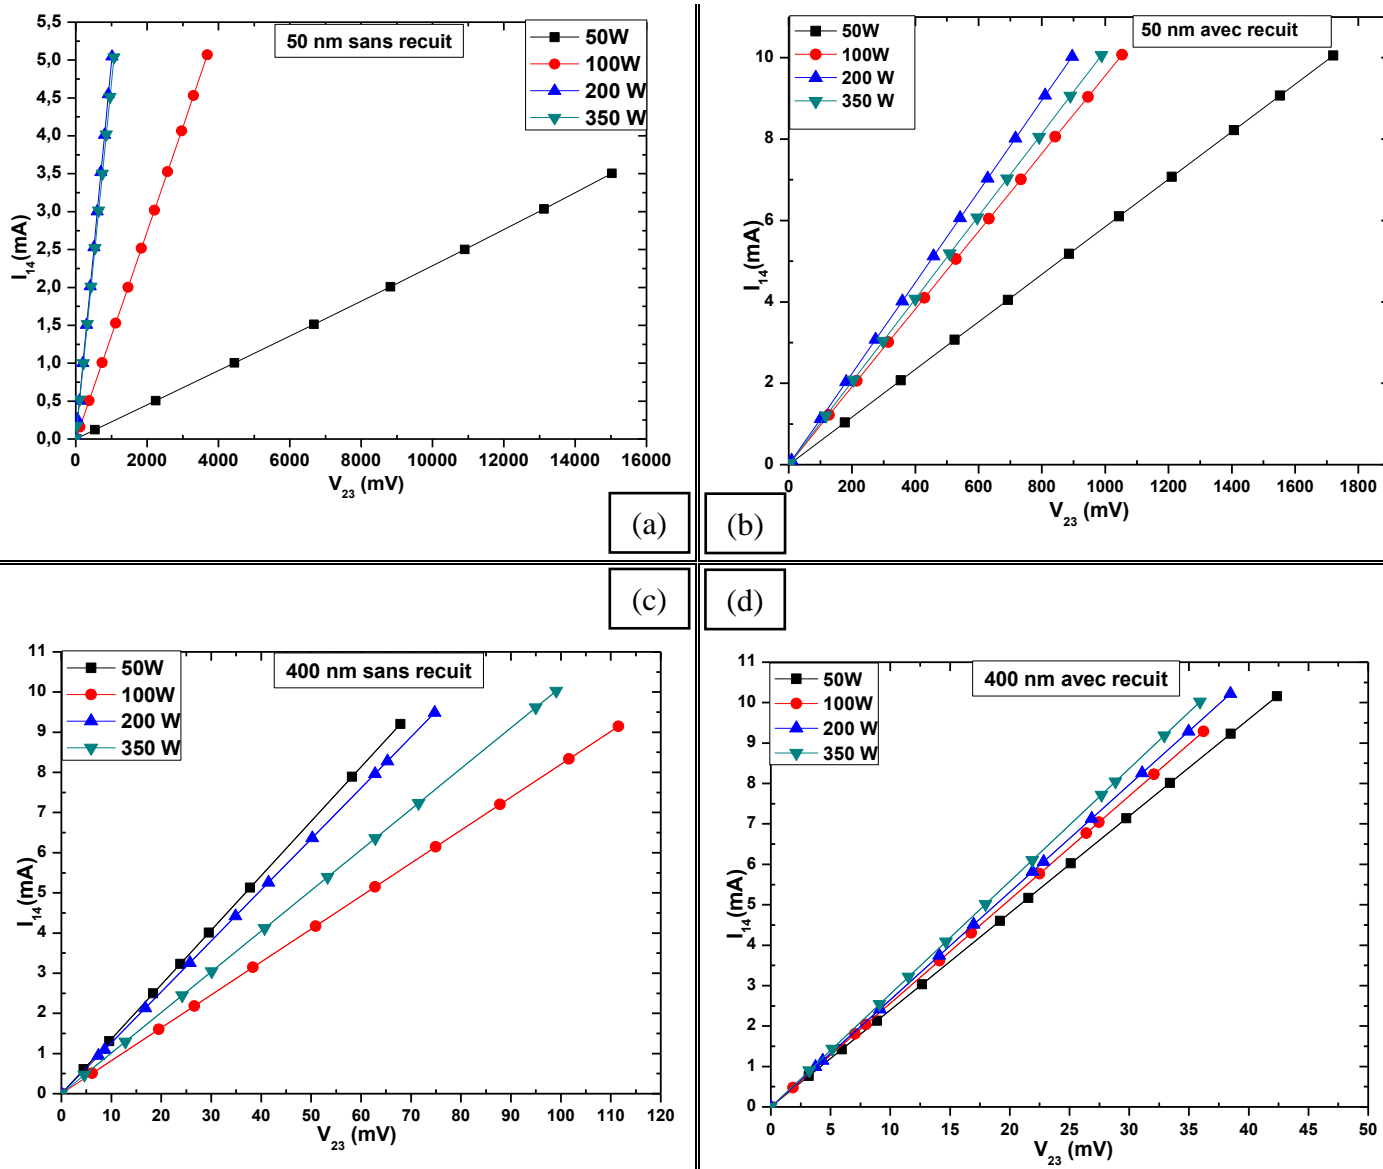 50 nm sans recuit
50W
100W
200 W
350 W
5,5
5,0
4,5
4,0
3,5
3,0
2,5
2,0
1,5
1,0
0,5
0,0
I14(mA)
0 2000 4000 6000 8000 10000 12000 14000 16000
V23 (mV)
(a)
50 nm avec recuit
50W
100W
200 W
350 W
10
8
6
4
2
0
I14(mA)
0 200 400 600 800 1000 1200 1400 1600 1800
V23 (mV)
(b)
(c)
400 nm sans recuit
50W
100W
200 W
350 W
11
10
9
8
7
6
5
4
3
2
1
0
I14(mA)
0 10 20 30 40 50 60 70 80 90 100 110 120
V23 (mV)
(d)
400 nm avec recuit
50W
100W
200 W
350 W
11
10
9
8
7
6
5
4
3
2
1
0
I14(mA)
0 5 10 15 20 25 30 35 40 45 50
V23 (mV)